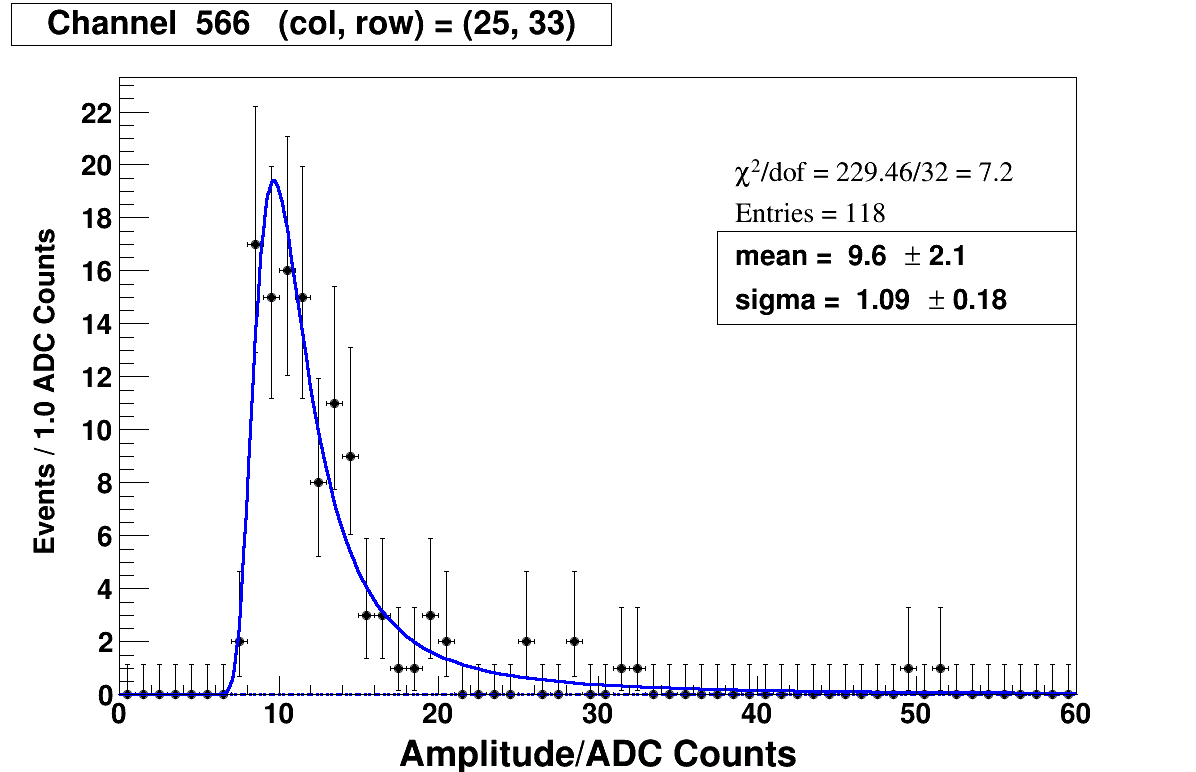 Channel 566 (col, row) = (25, 33)
22
20
18
16
14
12
10
8
6
4
2
0
Events / 1.0 ADC Counts
χ²/dof = 229.46/32 = 7.2
Entries = 118
mean = 9.6 ± 2.1
sigma = 1.09 ± 0.18
0 10 20 30 40 50 60
Amplitude/ADC Counts